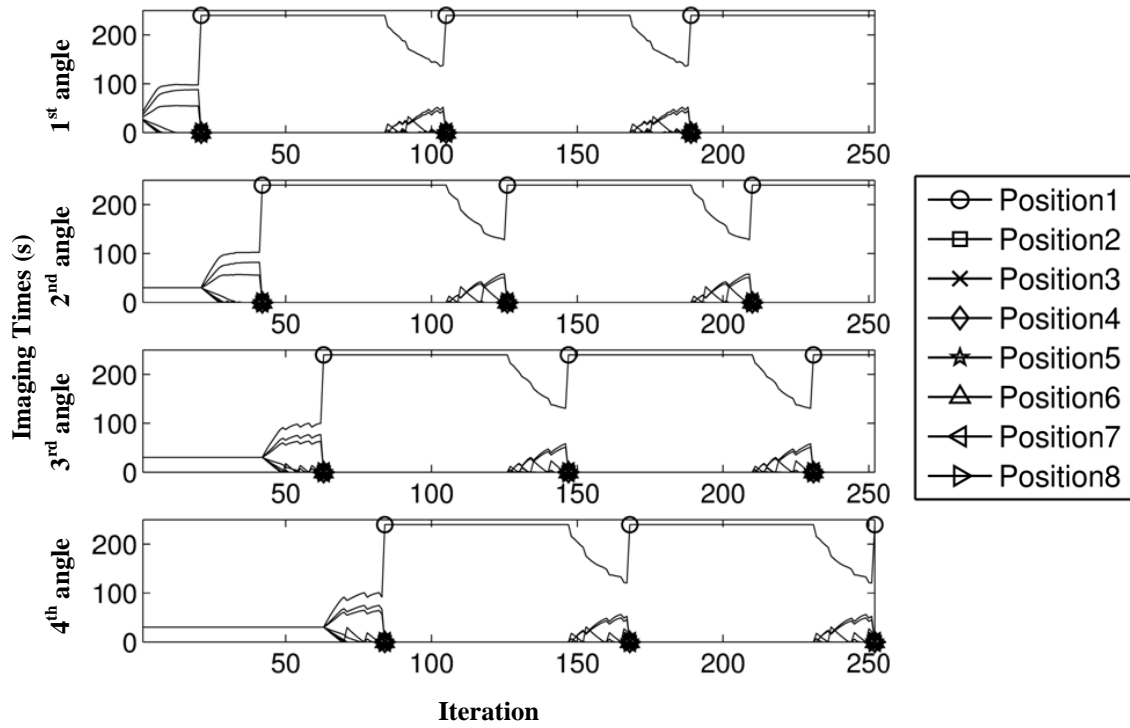 200
100
0
50 100 150 200 250
1st angle
200
100
0
50 100 150 200 250
2nd angle
200
100
0
50 100 150 200 250
3rd angle
200
100
0
50 100 150 200 250
4th angle
Imaging Times (s)
Iteration
Position1
Position2
Position3
Position4
Position5
Position6
Position7
Position8